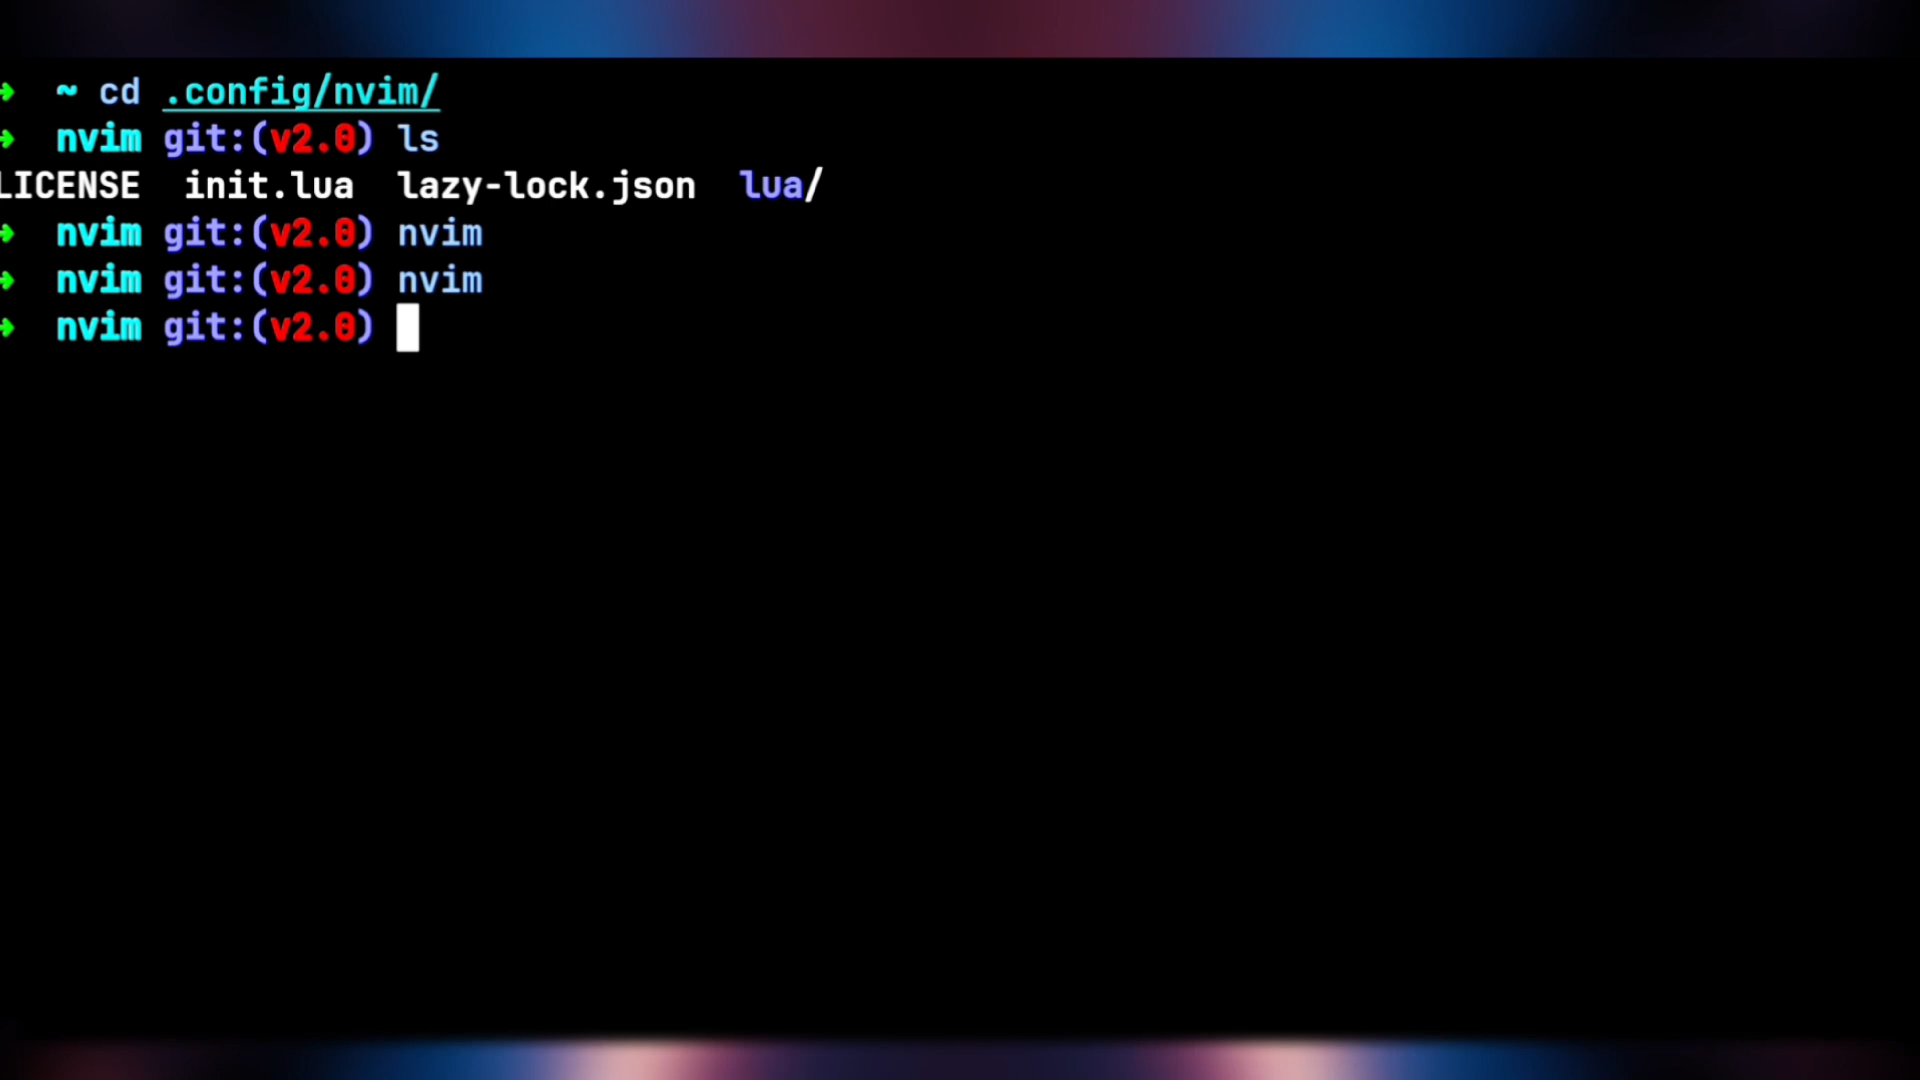 ➜ ~ cd .config/nvim/
➜ nvim git:(v2.0) ls
LICENSE init.lua lazy-lock.json lua/
➜ nvim git:(v2.0) nvim
➜ nvim git:(v2.0) nvim
➜ nvim git:(v2.0)